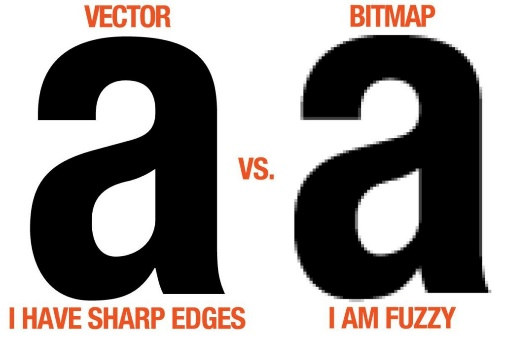 VECTOR
BITMAP
a
VS.
a
I HAVE SHARP EDGES
I AM FUZZY